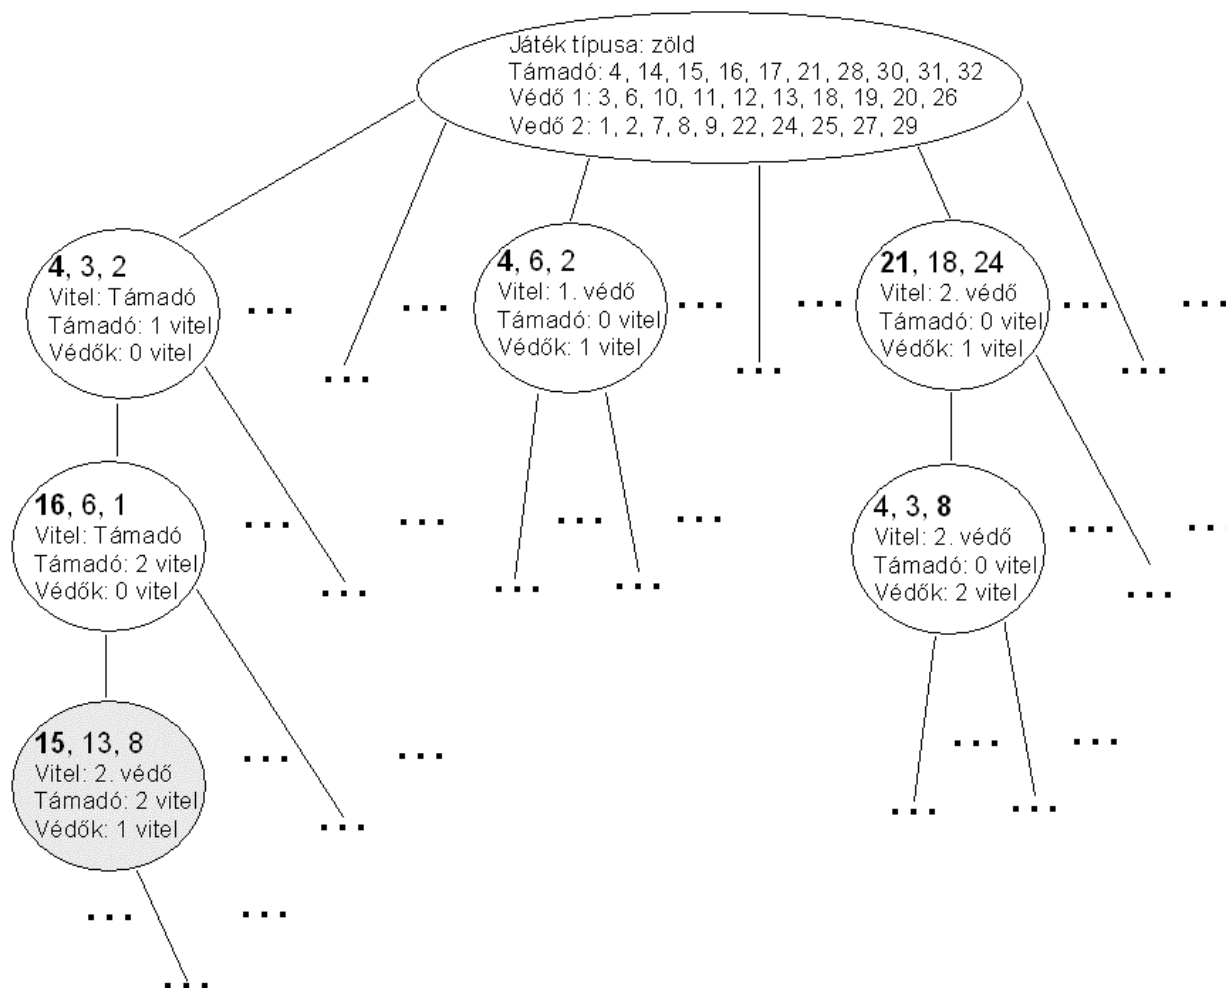 Játék típusa: zöld
Támadó: 4, 14, 15, 16, 17, 21, 28, 30, 31, 32
Védő 1: 3, 6, 10, 11, 12, 13, 18, 19, 20, 26
Vedő 2: 1, 2, 7, 8, 9, 22, 24, 25, 27, 29
4, 3, 2
Vitel: Támadó
Támadó: 1 vitel
Védők: 0 vitel
...
...
...
4, 6, 2
Vitel: 1. védő
Támadó: 0 vitel
Védők: 1 vitel
...
...
...
21, 18, 24
Vitel: 2. védő
Támadó: 0 vitel
Védők: 1 vitel
...
...
...
16, 6, 1
Vitel: Támadó
Támadó: 2 vitel
Védők: 0 vitel
...
...
...
...
...
...
...
4, 3, 8
Vitel: 2. védő
Támadó: 0 vitel
Védők: 2 vitel
...
...
...
15, 13, 8
Vitel: 2. védő
Támadó: 2 vitel
Védők: 1 vitel
...
...
...
...
...
...
...
...
...
...